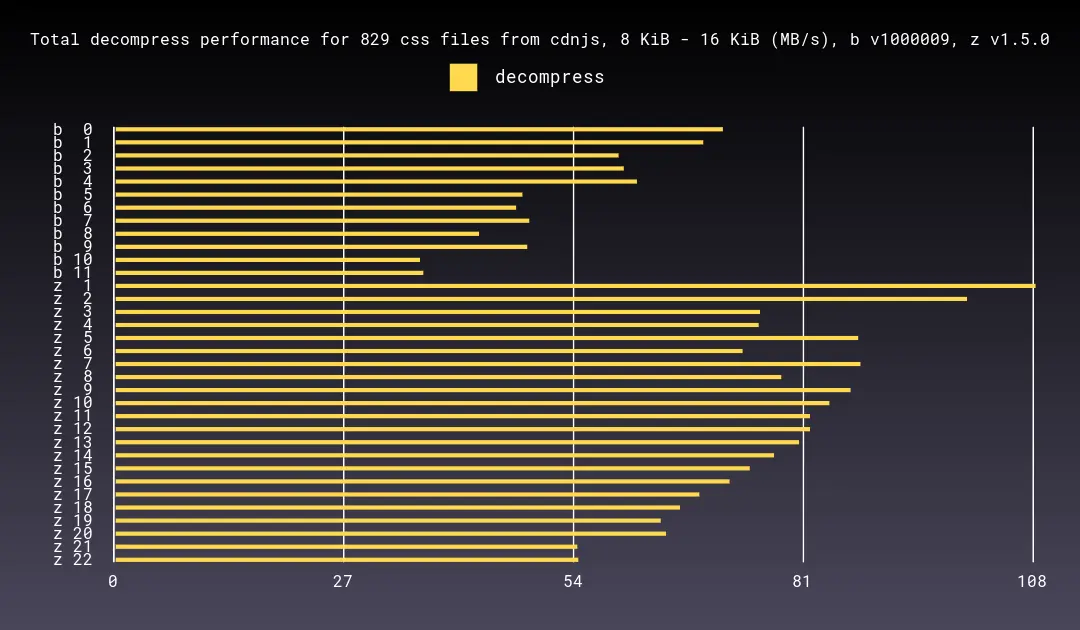 Total decompress performance for 829 css files from cdnjs, 8 KiB - 16 KiB (MB/s), b v1000009, z v1.5.0
decompress
b 0
b 1
b 2
b 3
b 4
b 5
b 6
b 7
b 8
b 9
b 10
b 11
z 1
z 2
z 3
z 4
z 5
z 6
z 7
z 8
z 9
z 10
z 11
z 12
z 13
z 14
z 15
z 16
z 17
z 18
z 19
z 20
z 21
z 22
0 27 54 81 108